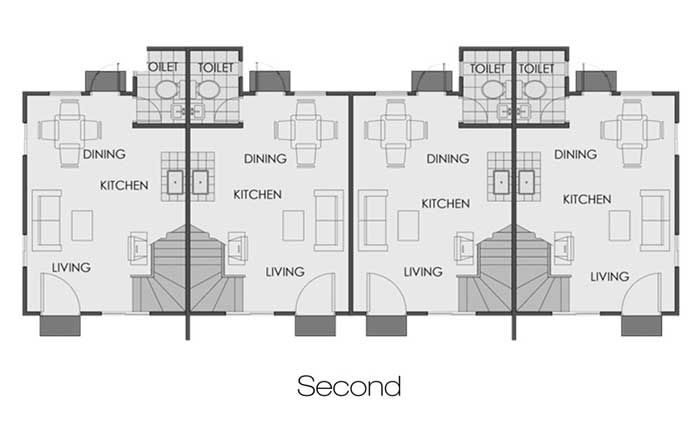 TOILET TOILET TOILET TOILET
DINING DINING DINING DINING
KITCHEN KITCHEN KITCHEN KITCHEN
LIVING LIVING LIVING LIVING
Second